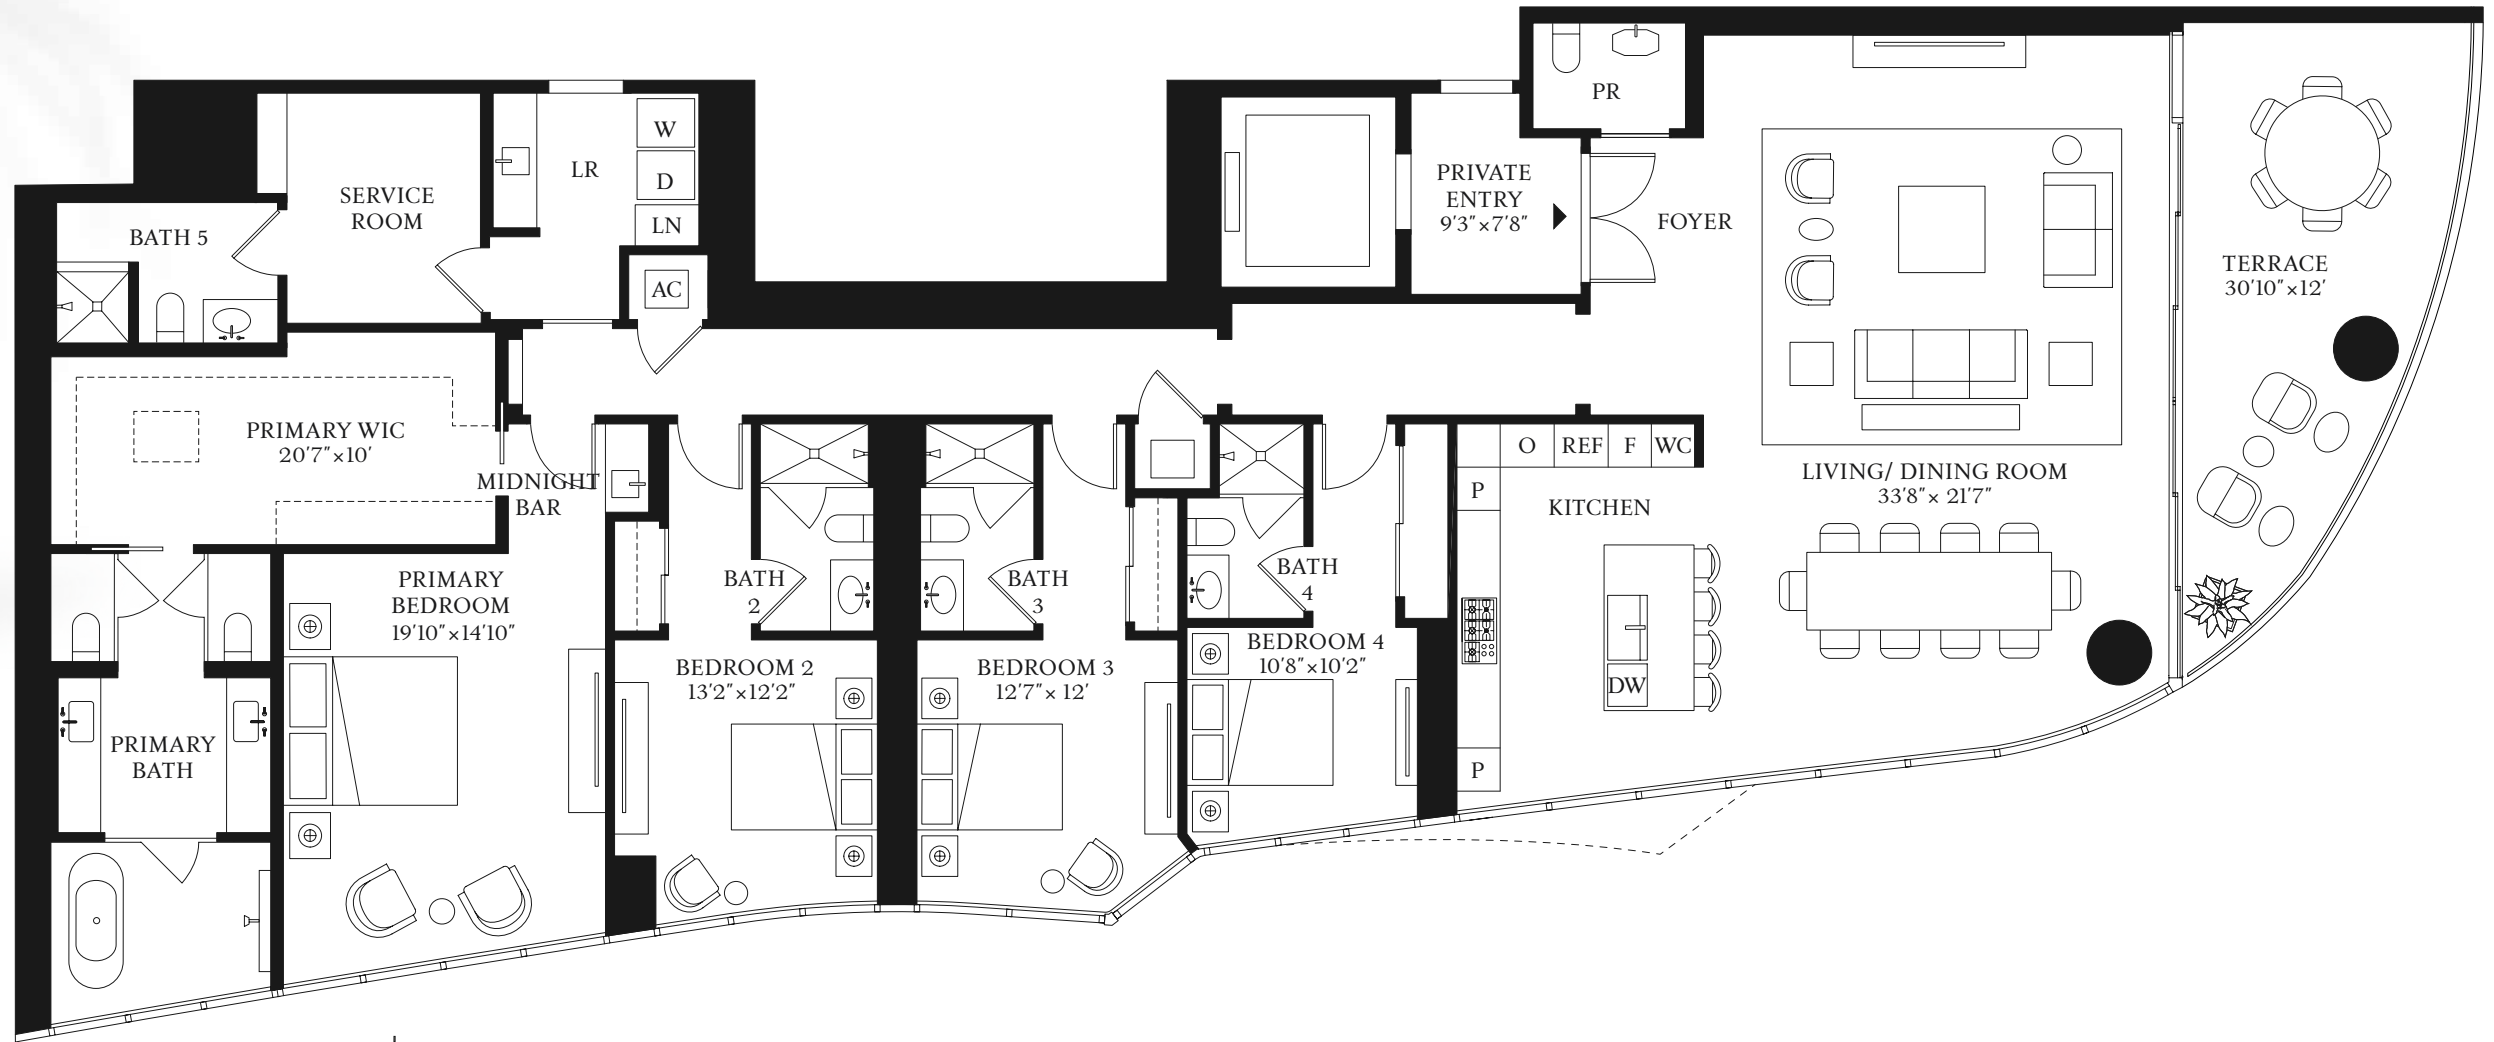 PR
W
D
LN
LR
AC
SERVICE
ROOM
BATH 5
PRIVATE
ENTRY
9'3"×7'8"
FOYER
TERRACE
30'10"×12'
PRIMARY WIC
20'7"×10'
MIDNIGHT
BAR
O
REF
F
WC
P
KITCHEN
LIVING/ DINING ROOM
33'8"× 21'7"
PRIMARY
BEDROOM
19'10"×14'10"
BATH
2
BATH
3
BATH
4
BEDROOM 2
13'2"×12'2"
BEDROOM 3
12'7"× 12'
BEDROOM 4
10'8"×10'2"
DW
P
PRIMARY
BATH